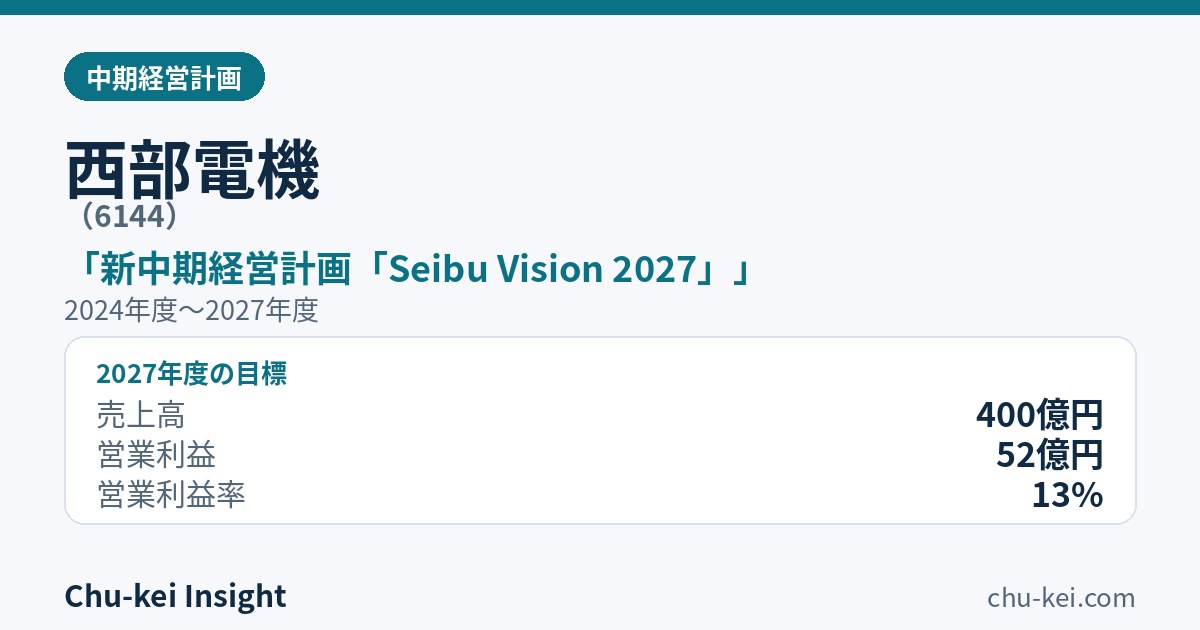 中期経営計画
西部電機
（6144）
「新中期経営計画「Seibu Vision 2027」」
2024年度〜2027年度
2027年度の目標
売上高 400億円
営業利益 52億円
営業利益率 13%
Chu-kei Insight chu-kei.com